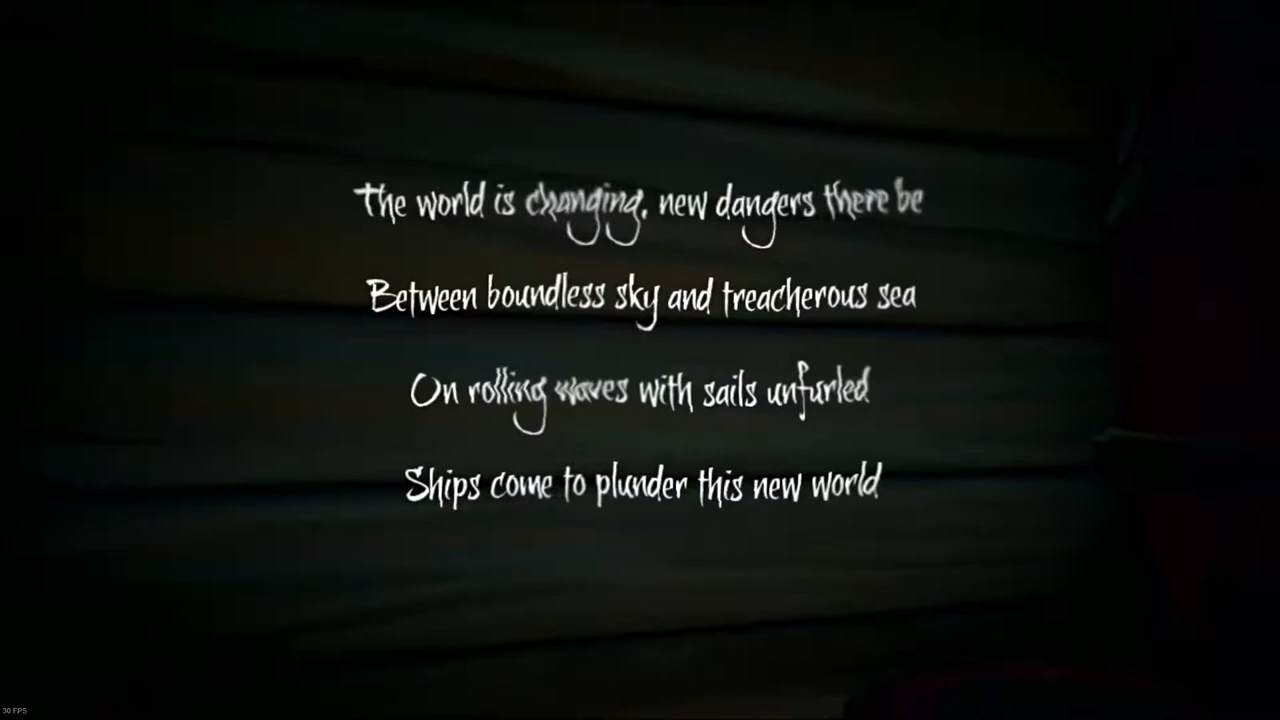 The world is changing, new dangers there be
Between boundless sky and treacherous sea
On rolling waves with sails unfurled
Ships come to plunder this new world
30 FPS